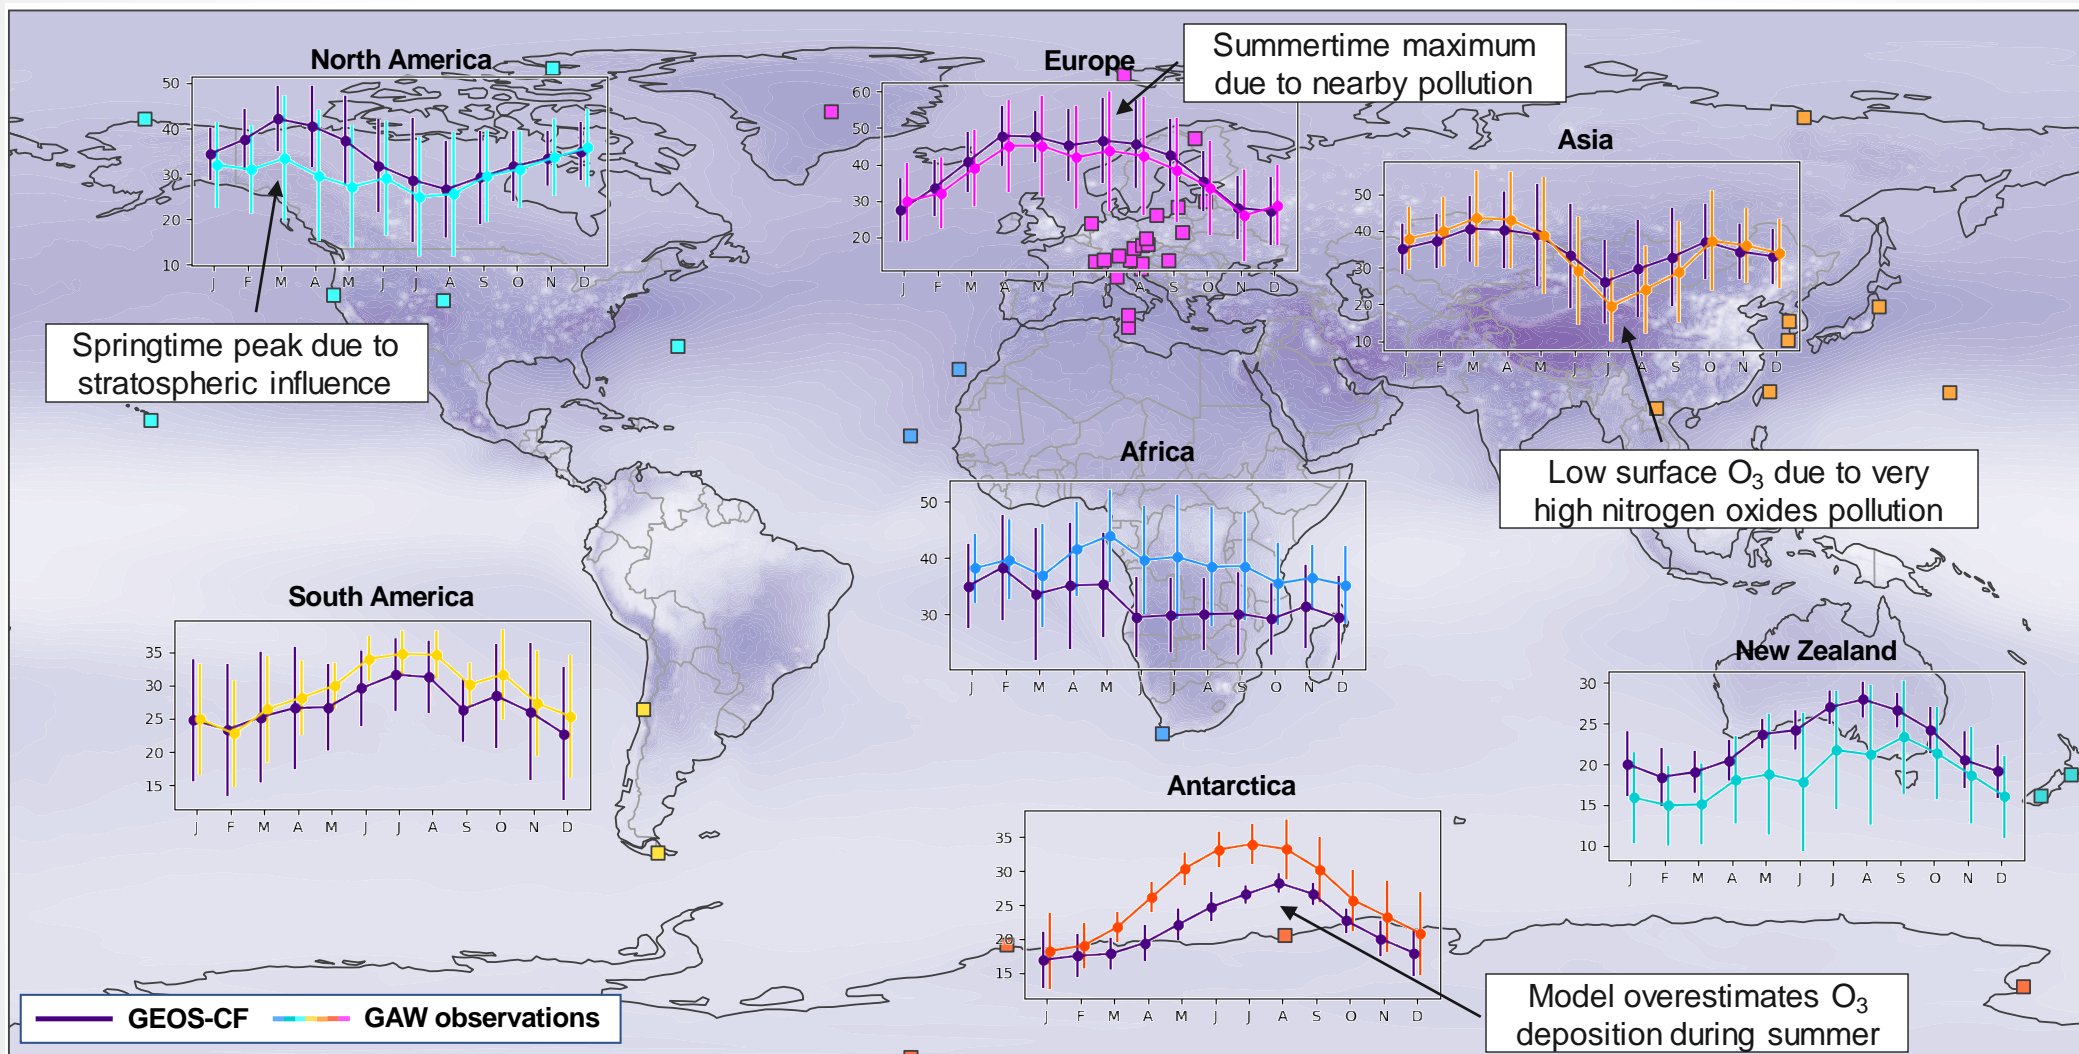 North America
50
40
30
20
10
J F M A M J J A S O N D
Springtime peak due to
stratospheric influence
Europe
60
50
40
30
20
J F M A M J J A S O N D
Summertime maximum
due to nearby pollution
Asia
50
40
30
20
10
J F M A M J J A S O N D
Low surface O₃ due to very
high nitrogen oxides pollution
Africa
50
40
30
J F M A M J J A S O N D
South America
35
30
25
20
15
J F M A M J J A S O N D
New Zealand
30
25
20
15
10
J F M A M J J A S O N D
Antarctica
35
30
25
20
15
J F M A M J J A S O N D
Model overestimates O₃
deposition during summer
GEOS-CF GAW observations